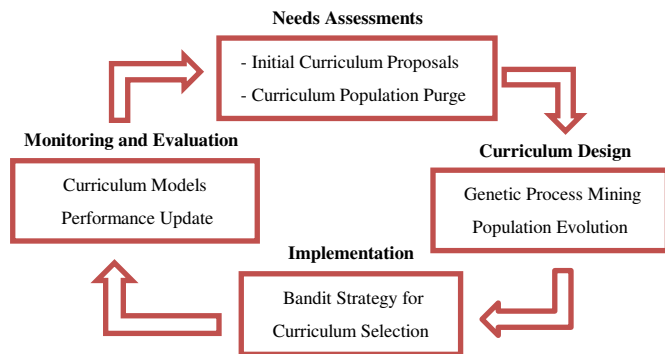 Needs Assessments
- Initial Curriculum Proposals
- Curriculum Population Purge
Monitoring and Evaluation
Curriculum Models
Performance Update
Curriculum Design
Genetic Process Mining
Population Evolution
Implementation
Bandit Strategy for
Curriculum Selection